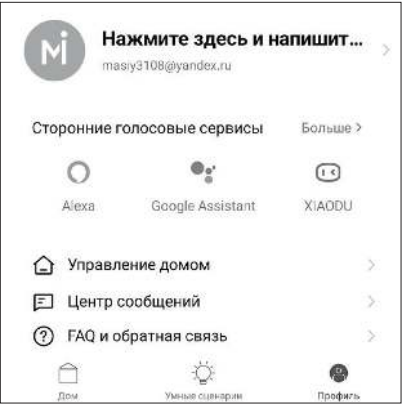 Mi
Нажмите здесь и напишит...
masiy3108@yandex.ru
Сторонние голосовые сервисы Больше >
Alexa Google Assistant XIAODU
Управление домом
Центр сообщений
FAQ и обратная связь
Дом Умные сценарии Профиль